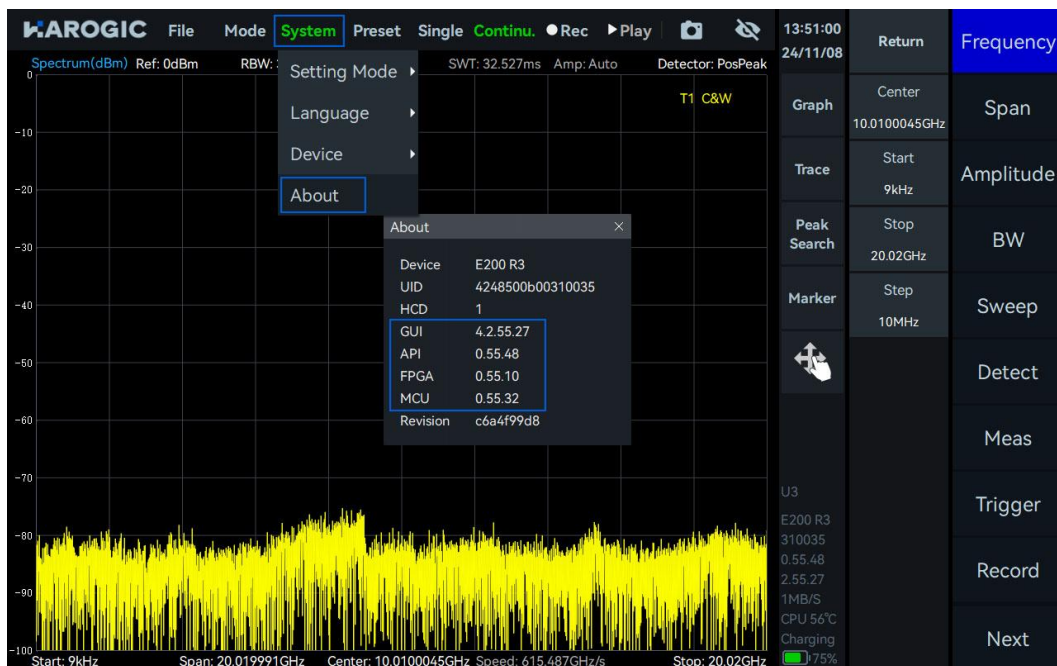 HAROGIC File Mode System Preset Single Continu. Rec Play
13:51:00
24/11/08
Spectrum(dBm) Ref: 0dBm RBW: SWT: 32.527ms Amp: Auto Detector: PosPeak
T1 C&W
Setting Mode
Language
Device
About
About
Device E200 R3
UID 4248500b00310035
HCD 1
GUI 4.2.55.27
API 0.55.48
FPGA 0.55.10
MCU 0.55.32
Revision c6a4f99d8
0
-10
-20
-30
-40
-50
-60
-70
-80
-90
-100
Start: 9kHz Span: 20.019991GHz Center: 10.0100045GHz Speed: 615.487GHz/s Stop: 20.02GHz
Graph
Trace
Peak
Search
Marker
U3
E200 R3
310035
0.55.48
2.55.27
1MB/S
CPU 56°C
Charging
75%
Return
Center
10.0100045GHz
Start
9kHz
Stop
20.02GHz
Step
10MHz
Frequency
Span
Amplitude
BW
Sweep
Detect
Meas
Trigger
Record
Next